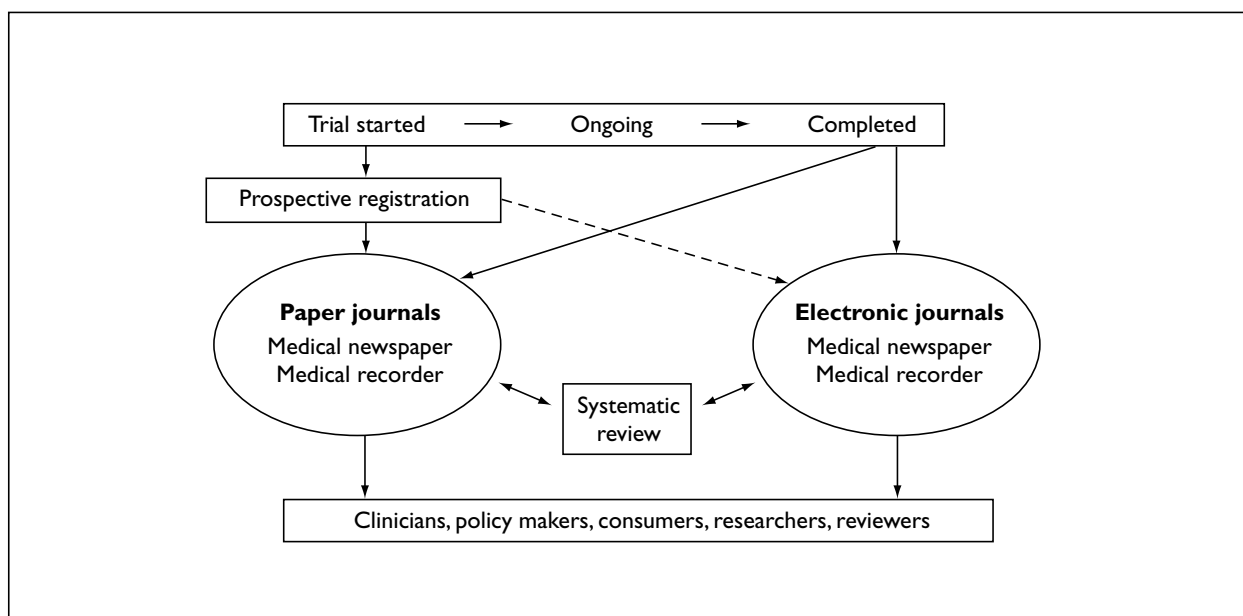 Trial started Ongoing Completed
Prospective registration
Paper journals
Medical newspaper
Medical recorder
Electronic journals
Medical newspaper
Medical recorder
Systematic
review
Clinicians, policy makers, consumers, researchers, reviewers